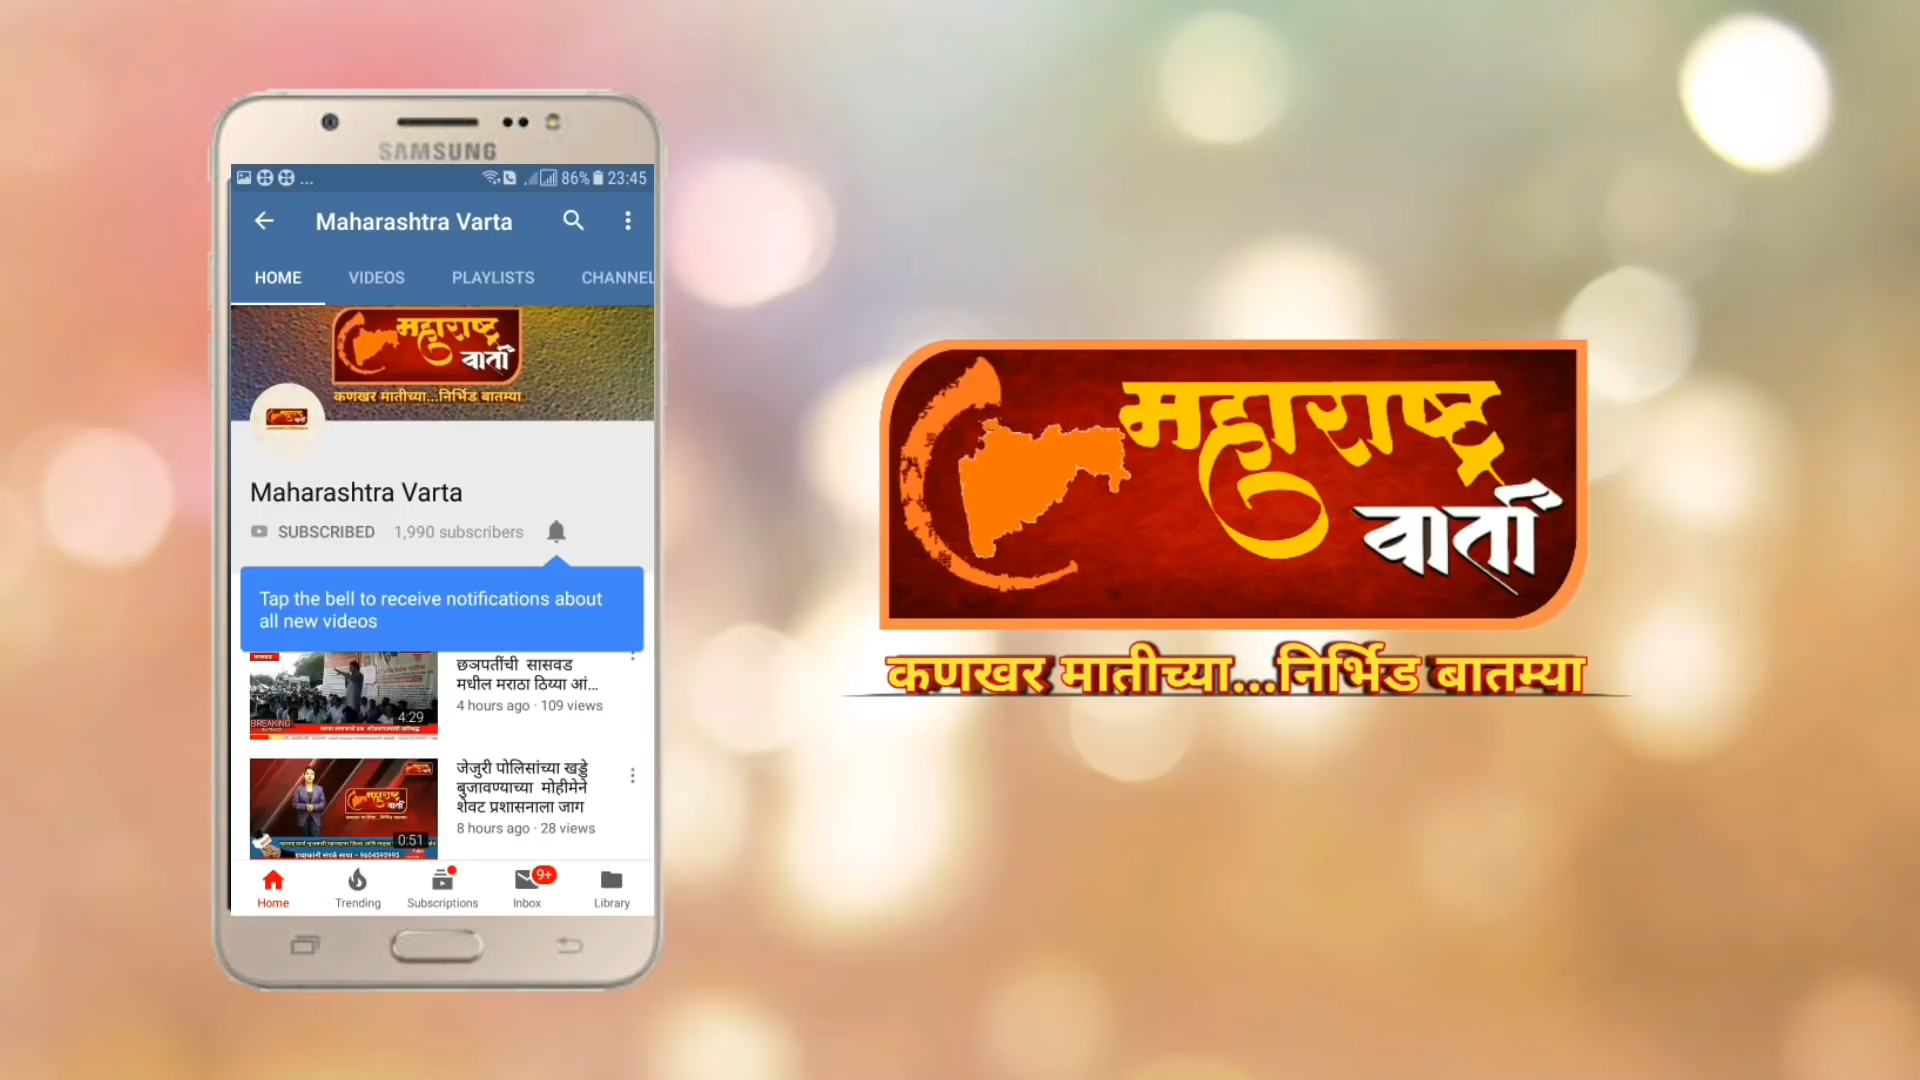 SAMSUNG
... 86% 23:45
Maharashtra Varta
HOME VIDEOS PLAYLISTS CHANNEL
महाराष्ट्र
वार्ता
कणखर मातीच्या...निर्भिड बातम्या
Maharashtra Varta
SUBSCRIBED 1,990 subscribers
Tap the bell to receive notifications about
all new videos
छत्रपतींची सासवड
मधील मराठा ठिय्या आं...
4 hours ago · 109 views
4:29
BREAKING
जेजुरी पोलिसांच्या खड्डे
बुजावण्याच्या मोहीमेने
शेवट प्रशासनाला जाग
8 hours ago · 28 views
महाराष्ट्र
वार्ता
0:51
Home Trending Subscriptions 9+ Inbox Library
महाराष्ट्र
वार्ता
कणखर मातीच्या...निर्भिड बातम्या